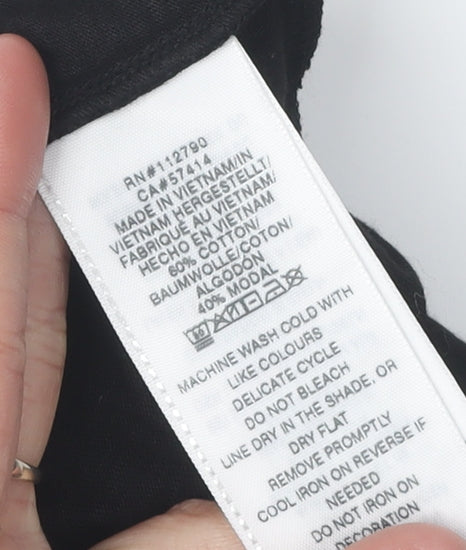 RN#112790
CA#57414
MADE IN VIETNAM/IN
VIETNAM HERGESTELLT/
FABRIQUE AU VIETNAM/
HECHO EN VIETNAM
60% COTTON/
BAUMWOLLE/COTON/
ALGODÓN
40% MODAL
MACHINE WASH COLD WITH
LIKE COLOURS
DELICATE CYCLE
DO NOT BLEACH
LINE DRY IN THE SHADE, OR
DRY FLAT
REMOVE PROMPTLY
COOL IRON ON REVERSE IF
NEEDED
DO NOT IRON ON
DECORATION